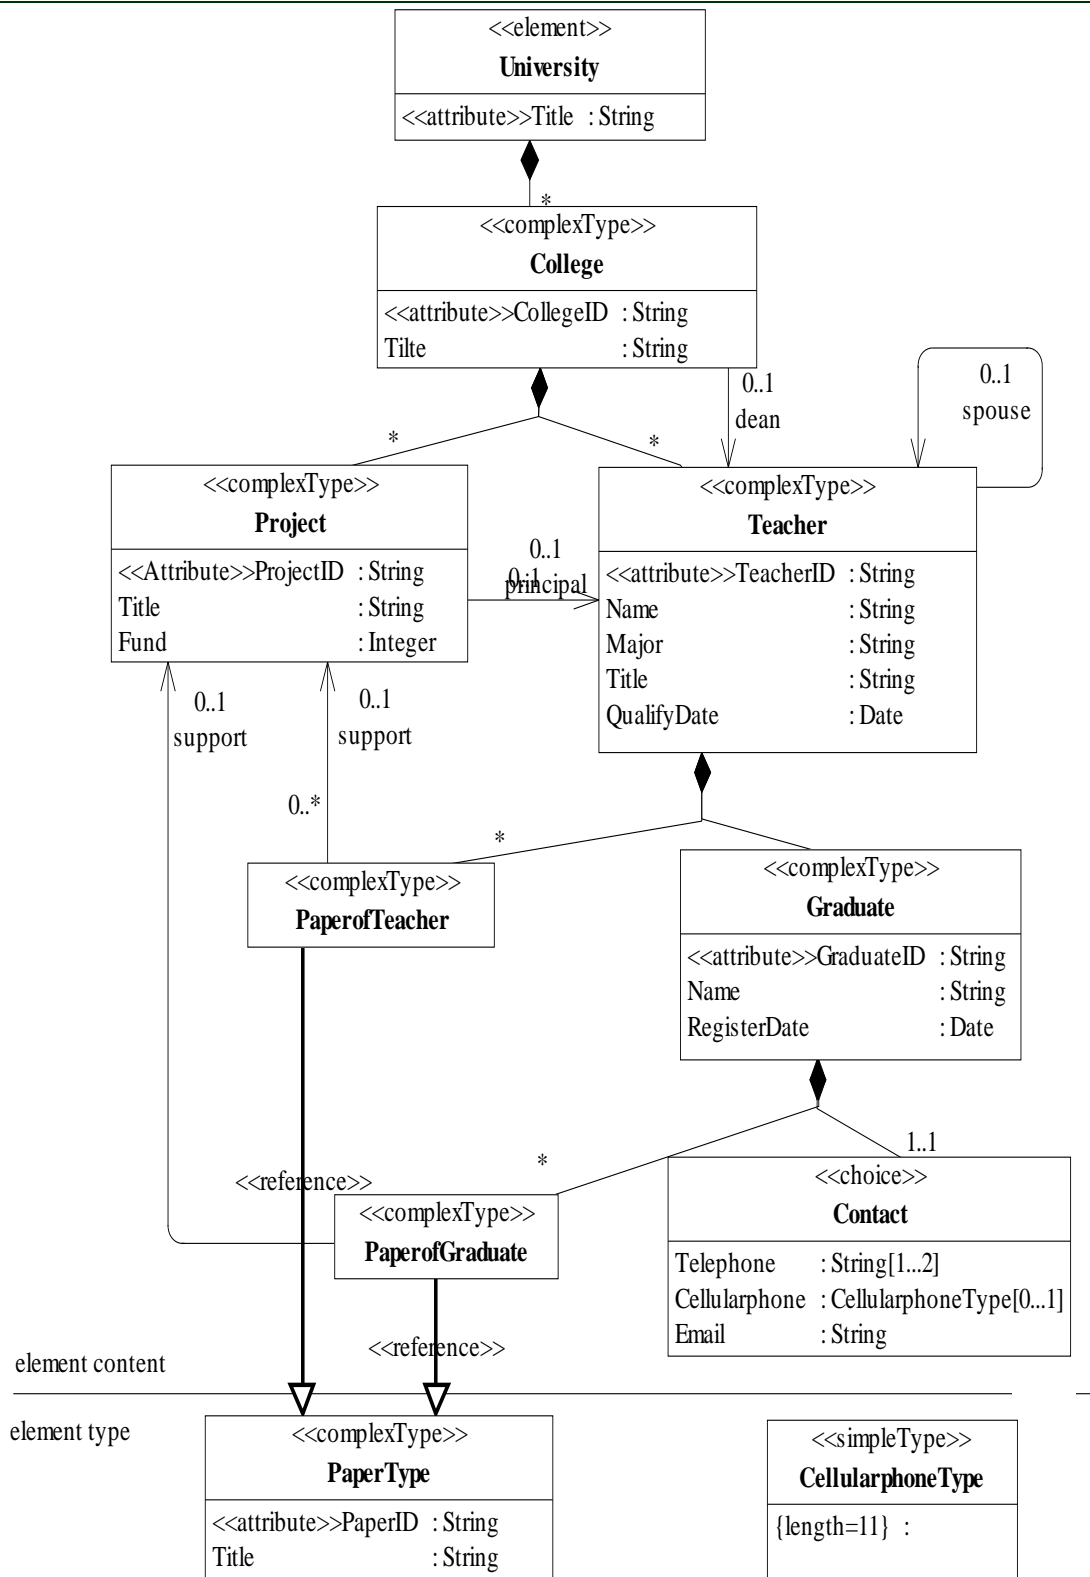 <<element>>
University
<<attribute>>Title : String
*
<<complexType>>
College
<<attribute>>CollegeID : String
Tilte : String
0..1
dean
0..1
spouse
*
*
<<complexType>>
Project
<<Attribute>>ProjectID : String
Title : String
Fund : Integer
0..1
0..1
principal
<<complexType>>
Teacher
<<attribute>>TeacherID : String
Name : String
Major : String
Title : String
QualifyDate : Date
0..1
support
0..1
support
0..*
*
<<complexType>>
PaperofTeacher
<<complexType>>
Graduate
<<attribute>>GraduateID : String
Name : String
RegisterDate : Date
*
1..1
<<reference>>
<<complexType>>
PaperofGraduate
<<choice>>
Contact
Telephone : String[1...2]
Cellularphone : CellularphoneType[0...1]
Email : String
<<reference>>
element content
element type
<<complexType>>
PaperType
<<attribute>>PaperID : String
Title : String
<<simpleType>>
CellularphoneType
{length=11} :